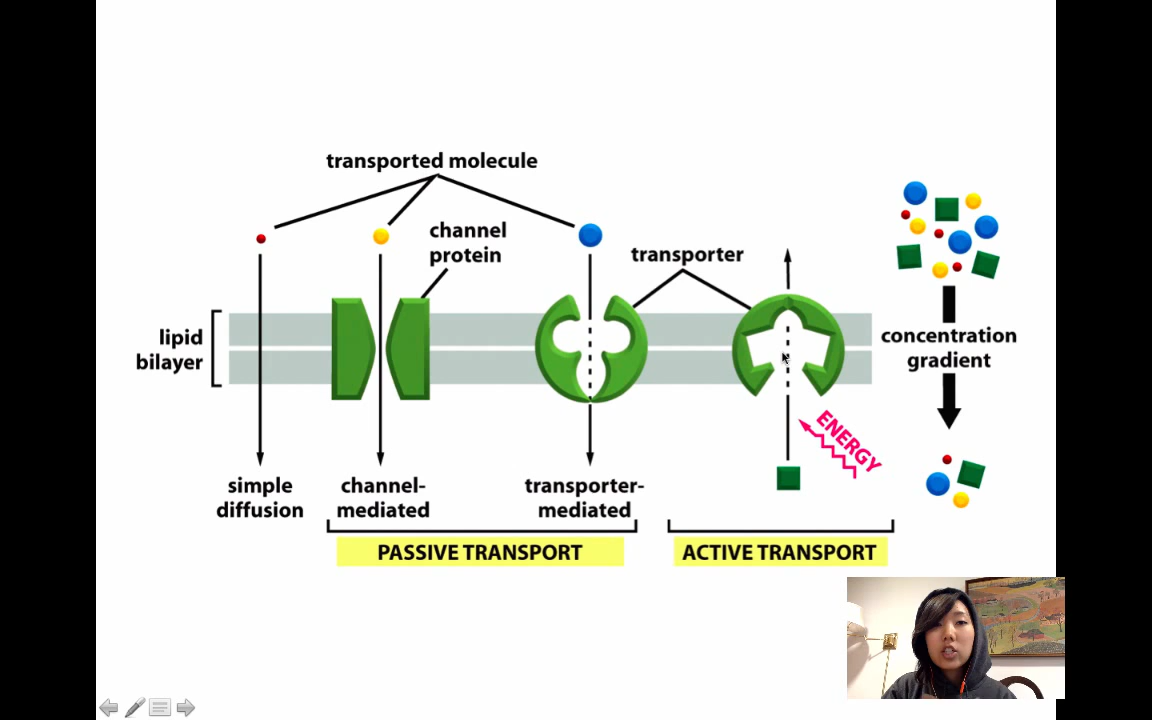 transported molecule
channel
protein
transporter
lipid
bilayer
concentration
gradient
ENERGY
simple
diffusion
channel-
mediated
transporter-
mediated
PASSIVE TRANSPORT
ACTIVE TRANSPORT